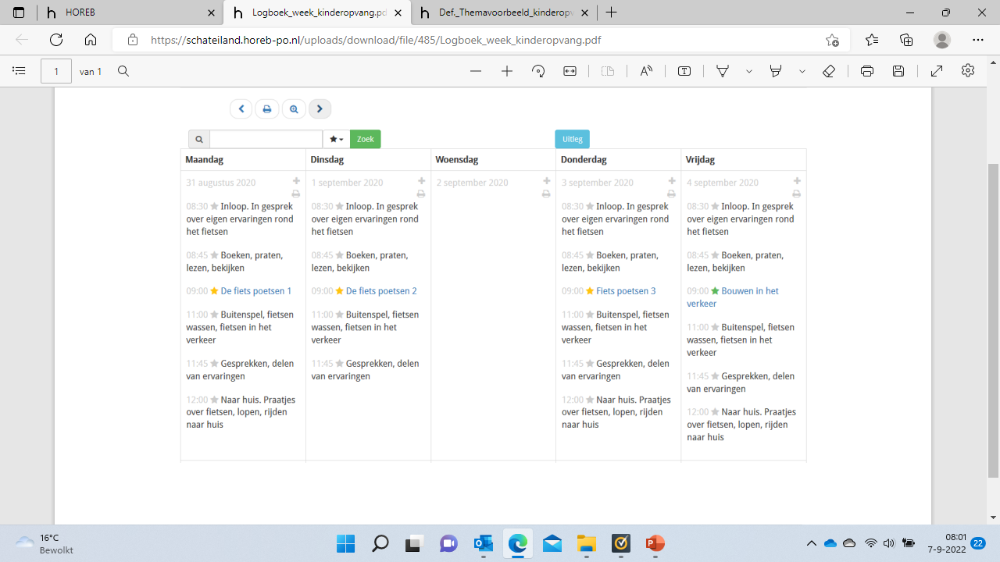 HOREB
Logboek_week_kinderopvang.pd
Def._Themavoorbeeld_kinderopv
https://schateiland.horeb-po.nl/uploads/download/file/485/Logboek_week_kinderopvang.pdf
1 van 1
Zoek
Uitleg
Maandag
31 augustus 2020
08:30 Inloop. In gesprek
over eigen ervaringen rond
het fietsen
08:45 Boeken, praten,
lezen, bekijken
09:00 De fiets poetsen 1
11:00 Buitenspel, fietsen
wassen, fietsen in het
verkeer
11:45 Gesprekken, delen
van ervaringen
12:00 Naar huis. Praatjes
over fietsen, lopen, rijden
naar huis
Dinsdag
1 september 2020
08:30 Inloop. In gesprek
over eigen ervaringen rond
het fietsen
08:45 Boeken, praten,
lezen, bekijken
09:00 De fiets poetsen 2
11:00 Buitenspel, fietsen
wassen, fietsen in het
verkeer
11:45 Gesprekken, delen
van ervaringen
Woensdag
2 september 2020
Donderdag
3 september 2020
08:30 Inloop. In gesprek
over eigen ervaringen rond
het fietsen
08:45 Boeken, praten,
lezen, bekijken
09:00 Fiets poetsen 3
11:00 Buitenspel, fietsen
wassen, fietsen in het
verkeer
11:45 Gesprekken, delen
van ervaringen
12:00 Naar huis. Praatjes
over fietsen, lopen, rijden
naar huis
Vrijdag
4 september 2020
08:30 Inloop. In gesprek
over eigen ervaringen rond
het fietsen
08:45 Boeken, praten,
lezen, bekijken
09:00 Bouwen in het
verkeer
11:00 Buitenspel, fietsen
wassen, fietsen in het
verkeer
11:45 Gesprekken, delen
van ervaringen
12:00 Naar huis. Praatjes
over fietsen, lopen, rijden
naar huis
16°C
Bewolkt
08:01
7-9-2022
22